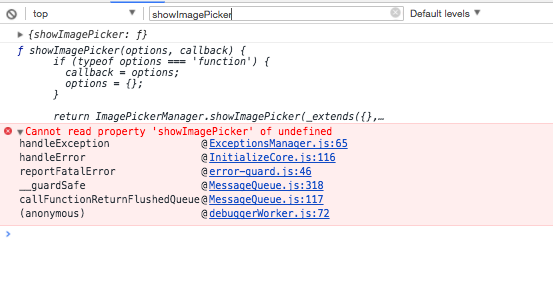 top showImagePicker Default levels
{showImagePicker: ƒ}
ƒ showImagePicker(options, callback) {
if (typeof options === 'function') {
callback = options;
options = {};
}
return ImagePickerManager.showImagePicker(_extends({},…
Cannot read property 'showImagePicker' of undefined
handleException @ ExceptionsManager.js:65
handleError @ InitializeCore.js:116
reportFatalError @ error-guard.js:46
__guardSafe @ MessageQueue.js:318
callFunctionReturnFlushedQueue @ MessageQueue.js:117
(anonymous) @ debuggerWorker.js:72